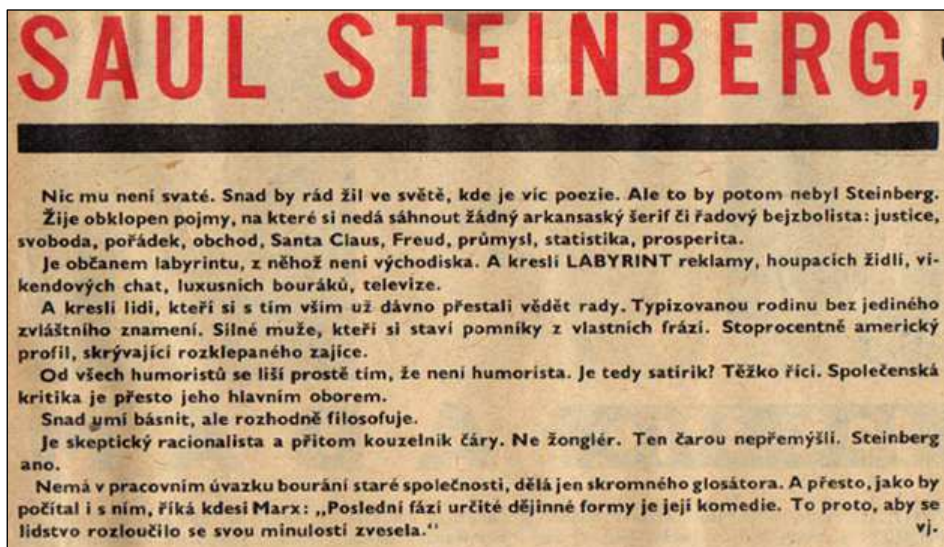 SAUL STEINBERG,
Nic mu není svaté. Snad by rád žil ve světě, kde je víc poezie. Ale to by potom nebyl Steinberg.
Žije obklopen pojmy, na které si nedá sáhnout žádný arkansaský šerif či řadový bejzbolista: justice,
svoboda, pořádek, obchod, Santa Claus, Freud, průmysl, statistika, prosperita.
Je občanem labyrintu, z něhož není východiska. A kreslí LABYRINT reklamy, houpacích židlí, ví-
kendových chat, luxusních bouráků, televize.
A kreslí lidi, kteří si s tím vším už dávno přestali vědět rady. Typizovanou rodinu bez jediného
zvláštního znamení. Silné muže, kteří si staví pomníky z vlastních frází. Stoprocentně americký
profil, skrývající rozklepaného zajíce.
Od všech humoristů se liší prostě tím, že není humorista. Je tedy satirik? Těžko říci. Společenská
kritika je přesto jeho hlavním oborem.
Snad umí básnit, ale rozhodně filosofuje.
Je skeptický racionalista a přitom kouzelník čáry. Ne žonglér. Ten čarou nepřemýšlí. Steinberg
ano.
Nemá v pracovním úvazku bourání staré společnosti, dělá jen skromného glosátora. A přesto, jako by
počítal i s ním, říká kdesi Marx: „Poslední fází určité dějinné formy je její komedie. To proto, aby se
lidstvo rozloučilo se svou minulostí zvesela.“ vj.